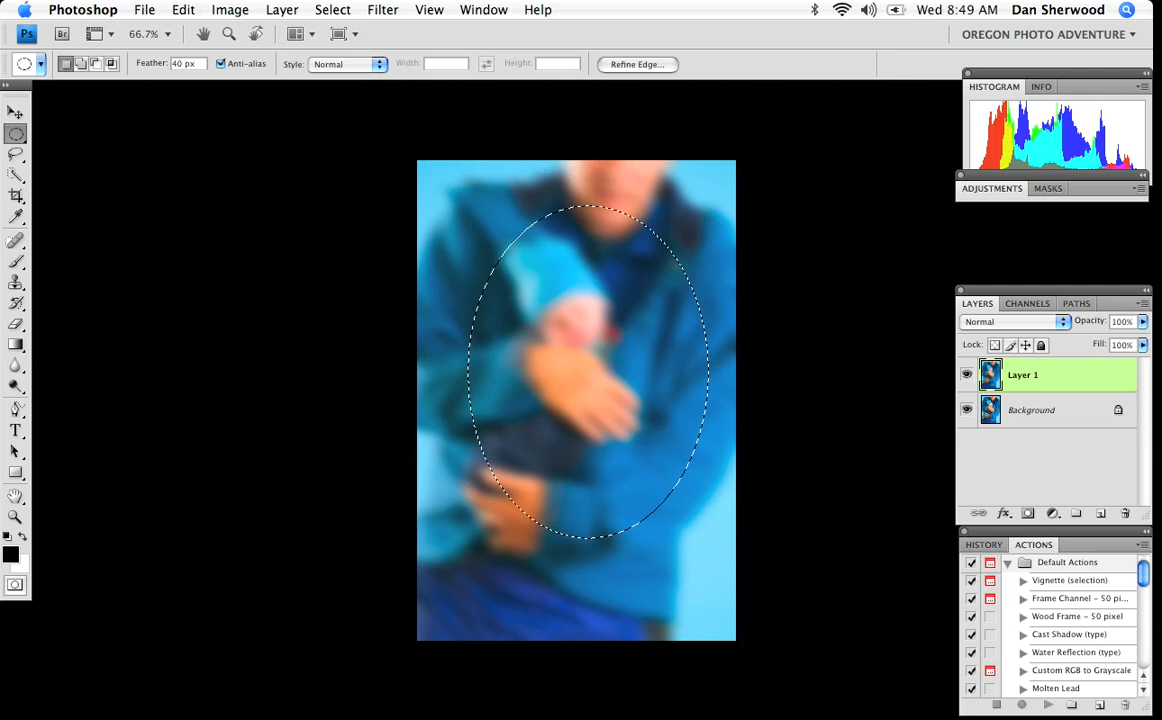 Photoshop File Edit Image Layer Select Filter View Window Help Wed 8:49 AM Dan Sherwood
Ps Br 66.7% OREGON PHOTO ADVENTURE
Feather: 40 px Anti-alias Style: Normal Width: Height: Refine Edge...
HISTOGRAM INFO
ADJUSTMENTS MASKS
LAYERS CHANNELS PATHS
Normal Opacity: 100%
Lock: Fill: 100%
Layer 1
Background
fx.
HISTORY ACTIONS
Default Actions
Vignette (selection)
Frame Channel - 50 pi...
Wood Frame - 50 pixel
Cast Shadow (type)
Water Reflection (type)
Custom RGB to Grayscale
Molten Lead
T